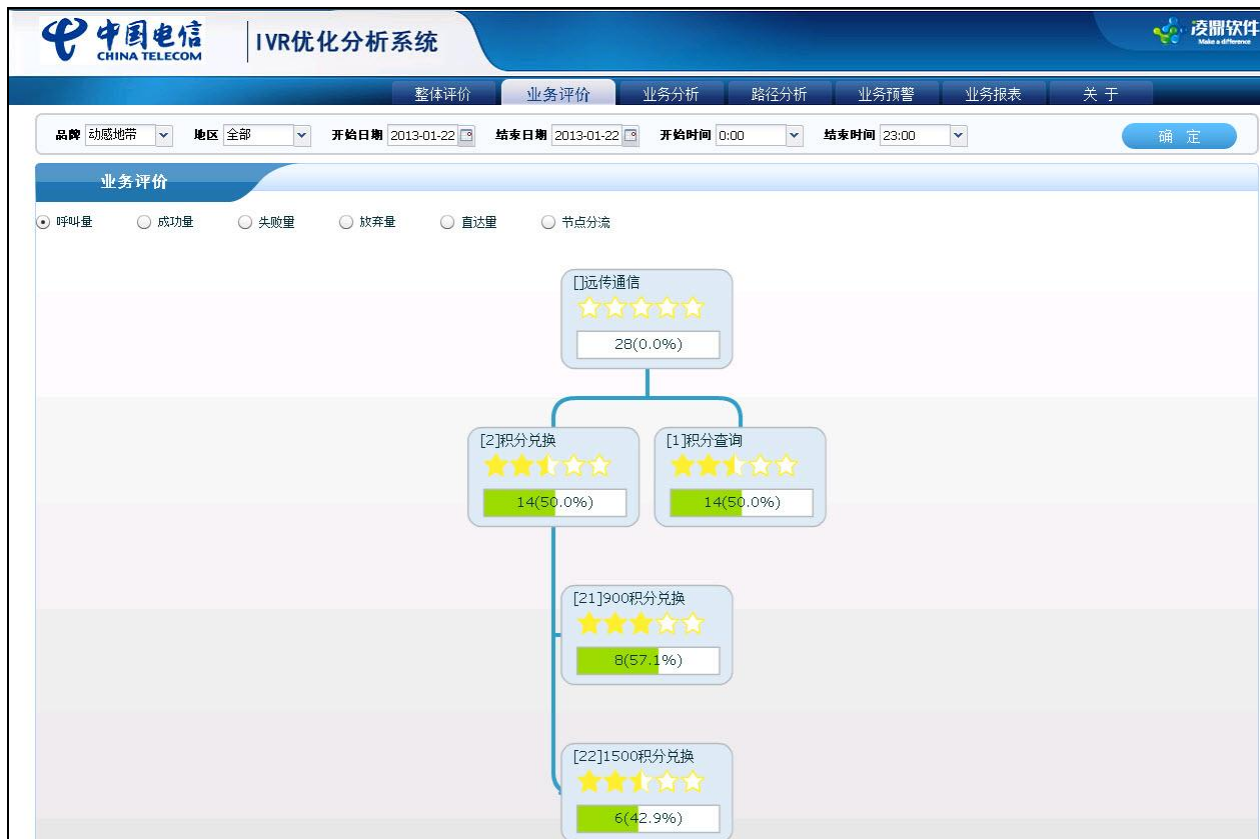 中国电信
CHINA TELECOM
IVR优化分析系统
凌鼎软件
Make a difference
整体评价 业务评价 业务分析 路径分析 业务预警 业务报表 关于
品牌 动感地带 地区 全部 开始日期 2013-01-22 结束日期 2013-01-22 开始时间 0:00 结束时间 23:00 确定
业务评价
呼叫量 成功量 失败量 放弃量 直达量 节点分流
[]远传通信
28(0.0%)
[2]积分兑换 [1]积分查询
14(50.0%) 14(50.0%)
[21]900积分兑换
8(57.1%)
[22]1500积分兑换
6(42.9%)